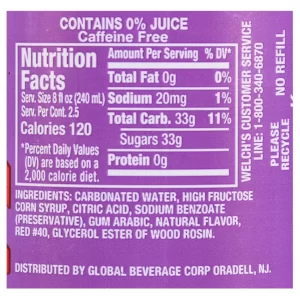 CONTAINS 0% JUICE
Caffeine Free
Nutrition
Facts
Serv. Size 8 fl oz (240 mL)
Serv. Per Cont. 2.5
Calories 120
*Percent Daily Values
(DV) are based on a
2,000 calorie diet.
Amount Per Serving % DV*
Total Fat 0g 0%
Sodium 20mg 1%
Total Carb. 33g 11%
Sugars 33g
Protein 0g
INGREDIENTS: CARBONATED WATER, HIGH FRUCTOSE
CORN SYRUP, CITRIC ACID, SODIUM BENZOATE
(PRESERVATIVE), GUM ARABIC, NATURAL FLAVOR,
RED #40, GLYCEROL ESTER OF WOOD ROSIN.
DISTRIBUTED BY GLOBAL BEVERAGE CORP ORADELL, NJ.
WELCH'S CUSTOMER SERVICE
LINE: 1-800-340-6870
PLEASE
RECYCLE
NO REFILL